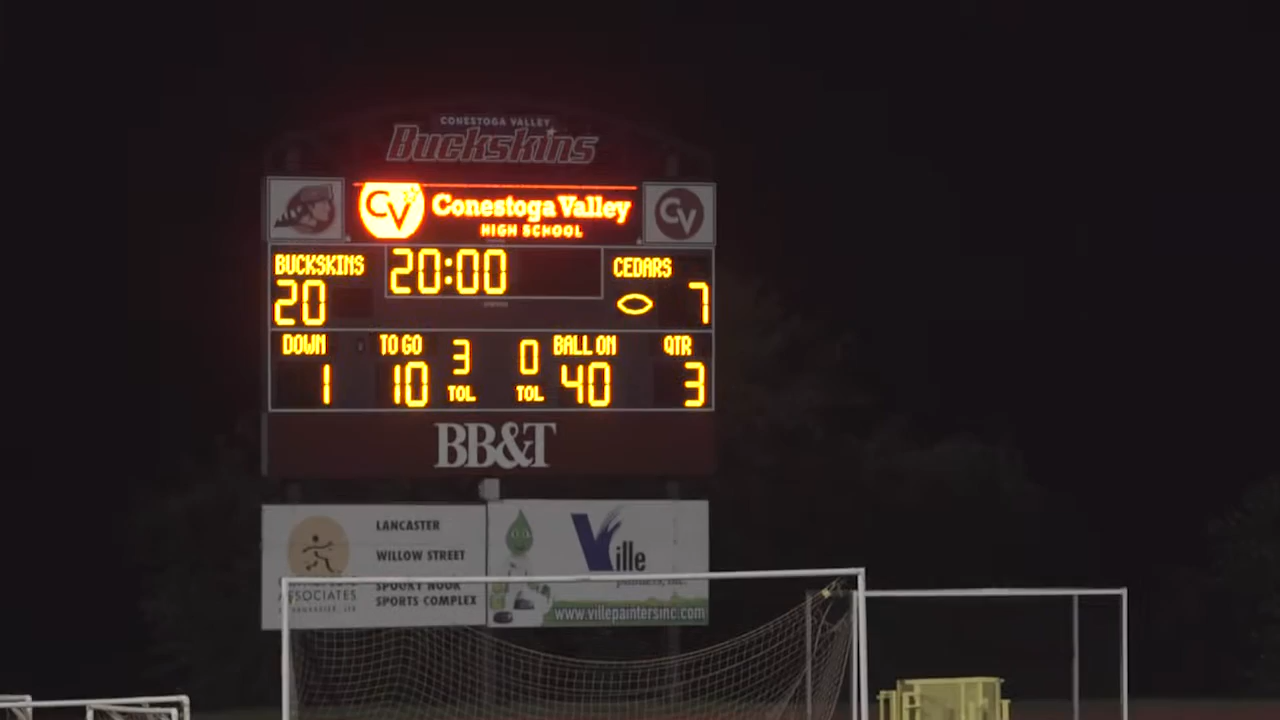 CONESTOGA VALLEY
Buckskins
CV
Conestoga Valley
HIGH SCHOOL
CV
BUCKSKINS
20:00
CEDARS
20
7
DOWN
TO GO
3
0
BALL ON
QTR
1
10
TOL
TOL
40
3
BB&T
LANCASTER
WILLOW STREET
SPOOKY NOOK
SPORTS COMPLEX
ASSOCIATES
Ville
www.villepaintersinc.com